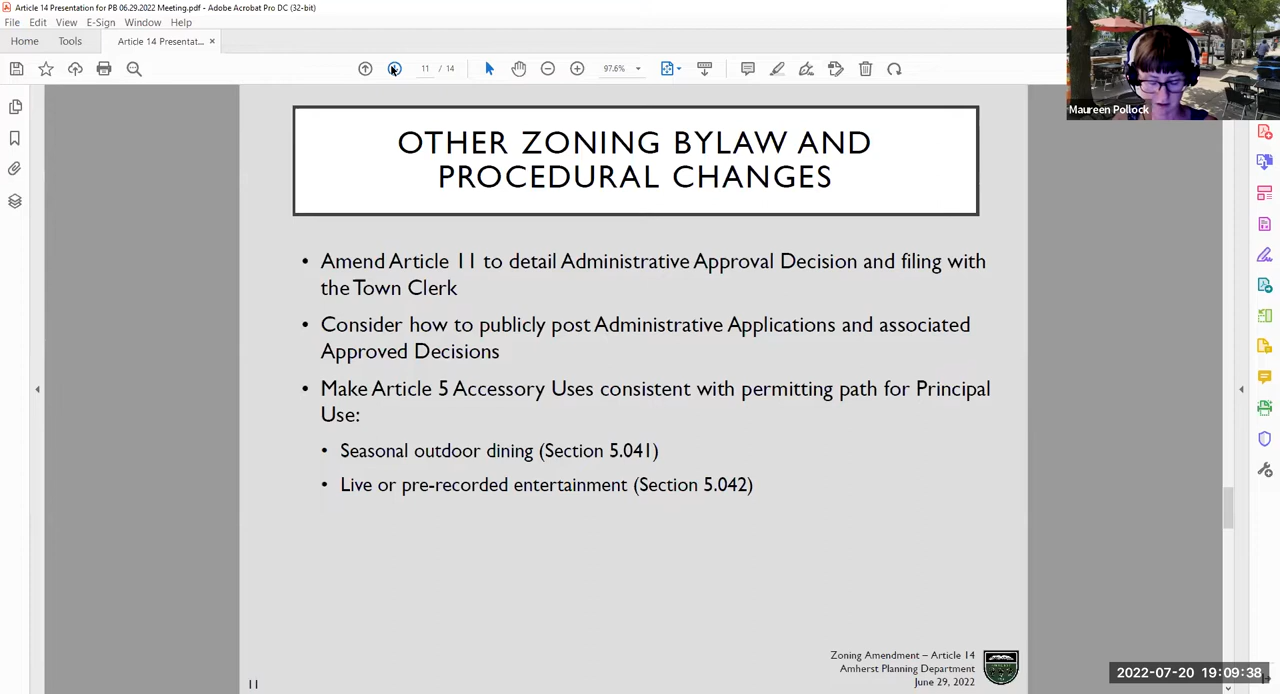 Article 14 Presentation for PB 06.29.2022 Meeting.pdf - Adobe Acrobat Pro DC (32-bit)
File Edit View E-Sign Window Help
Home Tools Article 14 Presentat... ×
11 / 14 97.6%
Maureen Pollock
OTHER ZONING BYLAW AND
PROCEDURAL CHANGES
• Amend Article 11 to detail Administrative Approval Decision and filing with
the Town Clerk
• Consider how to publicly post Administrative Applications and associated
Approved Decisions
• Make Article 5 Accessory Uses consistent with permitting path for Principal
Use:
• Seasonal outdoor dining (Section 5.041)
• Live or pre-recorded entertainment (Section 5.042)
Zoning Amendment – Article 14
Amherst Planning Department
June 29, 2022
11
2022-07-20 19:09:38